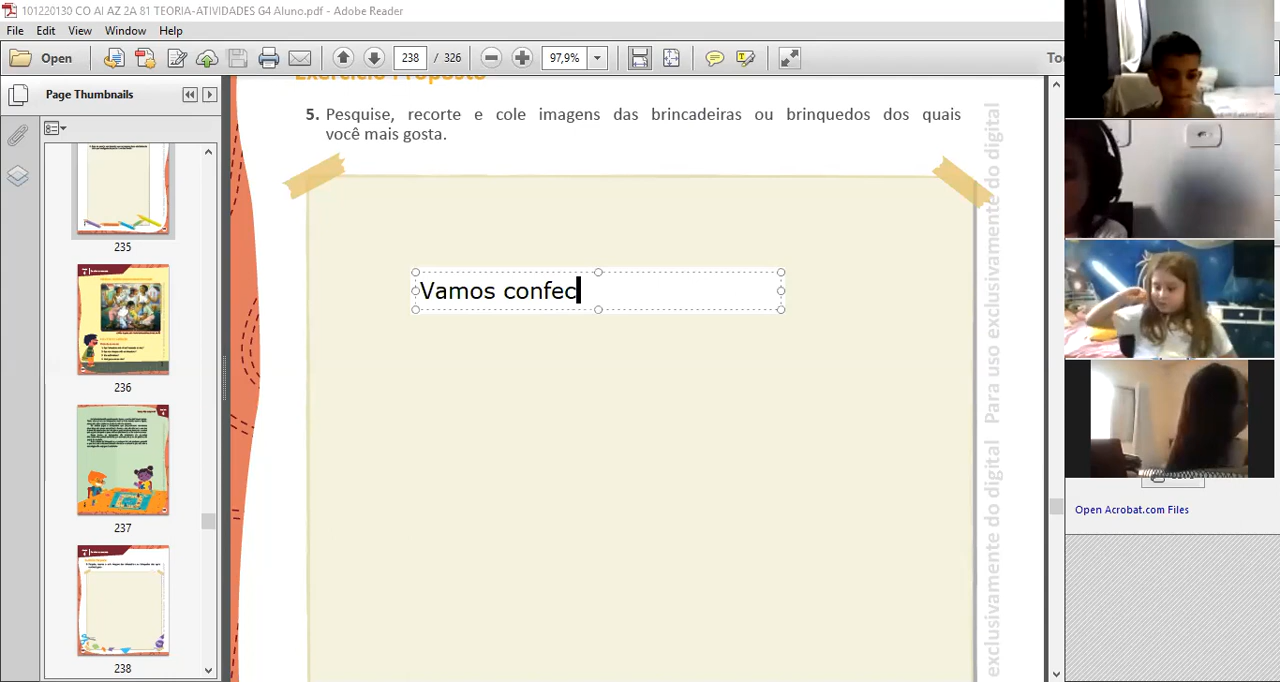 101220130 CO AI AZ 2A 81 TEORIA-ATIVIDADES G4 Aluno.pdf - Adobe Reader
File Edit View Window Help
Open 238 / 326 97,9% To
Page Thumbnails
235
236
237
238
Exercício Proposto
5. Pesquise, recorte e cole imagens das brincadeiras ou brinquedos dos quais
você mais gosta.
Vamos confec
exclusivamente do digital Para uso exclusivamente do digital
Open Acrobat.com Files